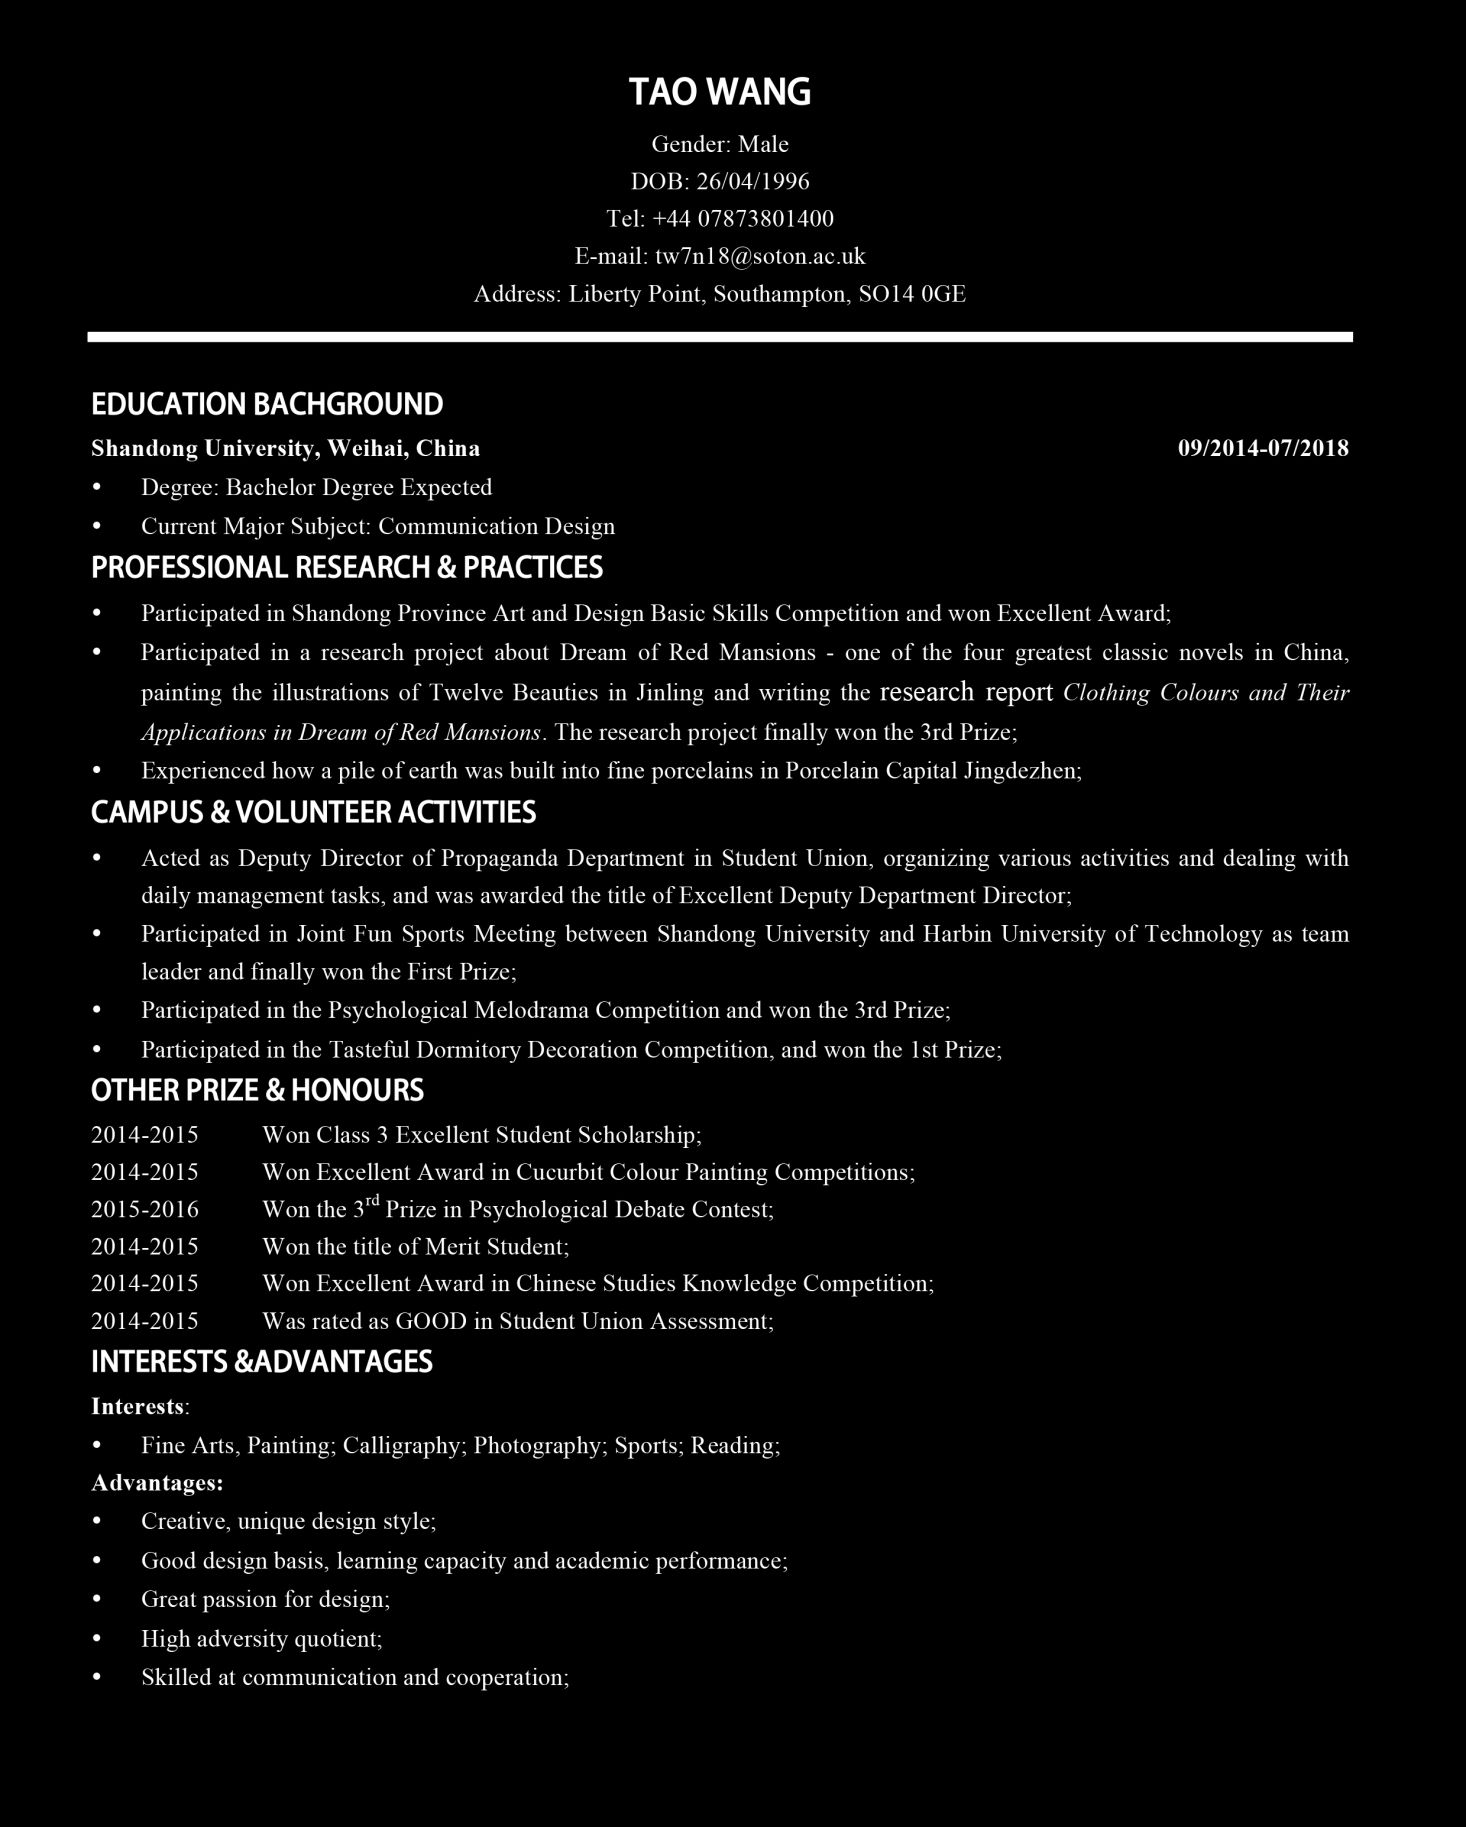 TAO WANG
Gender: Male
DOB: 26/04/1996
Tel: +44 07873801400
E-mail: tw7n18@soton.ac.uk
Address: Liberty Point, Southampton, SO14 0GE
EDUCATION BACHGROUND
Shandong University, Weihai, China 09/2014-07/2018
• Degree: Bachelor Degree Expected
• Current Major Subject: Communication Design
PROFESSIONAL RESEARCH & PRACTICES
• Participated in Shandong Province Art and Design Basic Skills Competition and won Excellent Award;
• Participated in a research project about Dream of Red Mansions - one of the four greatest classic novels in China,
painting the illustrations of Twelve Beauties in Jinling and writing the research report Clothing Colours and Their
Applications in Dream of Red Mansions. The research project finally won the 3rd Prize;
• Experienced how a pile of earth was built into fine porcelains in Porcelain Capital Jingdezhen;
CAMPUS & VOLUNTEER ACTIVITIES
• Acted as Deputy Director of Propaganda Department in Student Union, organizing various activities and dealing with
daily management tasks, and was awarded the title of Excellent Deputy Department Director;
• Participated in Joint Fun Sports Meeting between Shandong University and Harbin University of Technology as team
leader and finally won the First Prize;
• Participated in the Psychological Melodrama Competition and won the 3rd Prize;
• Participated in the Tasteful Dormitory Decoration Competition, and won the 1st Prize;
OTHER PRIZE & HONOURS
2014-2015 Won Class 3 Excellent Student Scholarship;
2014-2015 Won Excellent Award in Cucurbit Colour Painting Competitions;
2015-2016 Won the 3rd Prize in Psychological Debate Contest;
2014-2015 Won the title of Merit Student;
2014-2015 Won Excellent Award in Chinese Studies Knowledge Competition;
2014-2015 Was rated as GOOD in Student Union Assessment;
INTERESTS &ADVANTAGES
Interests:
• Fine Arts, Painting; Calligraphy; Photography; Sports; Reading;
Advantages:
• Creative, unique design style;
• Good design basis, learning capacity and academic performance;
• Great passion for design;
• High adversity quotient;
• Skilled at communication and cooperation;